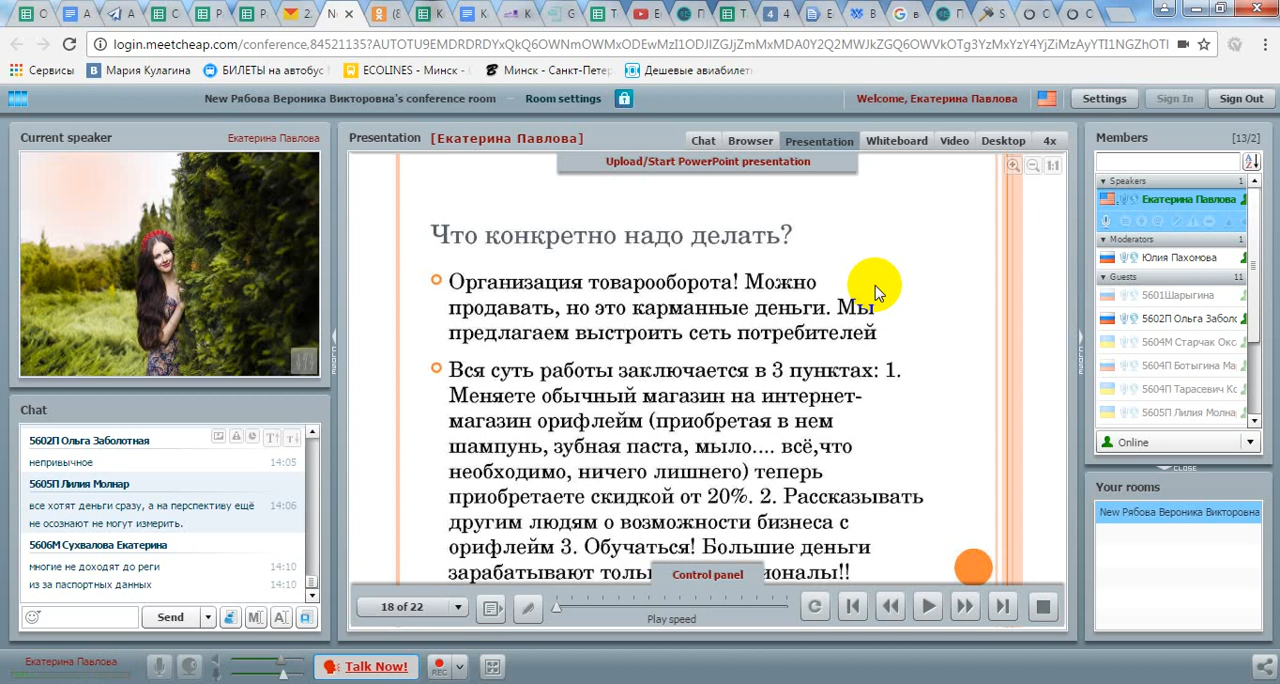 login.meetcheap.com/conference,84521135?
Сервисы
Мария Кулагина
БИЛЕТЫ на автобус
ECOLINES - Минск -
Минск - Санкт-Петер
Дешевые авиабилет
New Рябова Вероника Викторовна's conference room
Room settings
Welcome, Екатерина Павлова
Settings
Sign In
Sign Out
Current speaker
Екатерина Павлова
Presentation
[Екатерина Павлова]
Chat
Browser
Presentation
Whiteboard
Video
Desktop
4x
Upload/Start PowerPoint presentation
1:1
Что конкретно надо делать?
Организация товарооборота! Можно
продавать, но это карманные деньги. Мы
предлагаем выстроить сеть потребителей
Вся суть работы заключается в 3 пунктах: 1.
Меняете обычный магазин на интернет-
магазин орифлейм (приобретая в нем
шампунь, зубная паста, мыло.... всё,что
необходимо, ничего лишнего) теперь
приобретаете скидкой от 20%. 2. Рассказывать
другим людям о возможности бизнеса с
орифлейм 3. Обучаться! Большие деньги
Control panel
18 of 22
Play speed
Chat
5602П Ольга Заболотная
непривычное
14:05
5605П Лилия Молнар
все хотят деньги сразу, а на перспективу ещё
14:06
не осознают не могут измерить.
5606М Сухвалова Екатерина
многие не доходят до реги
14:10
из за паспортных данных
14:10
Send
Members
[13/2]
Speakers
1
Екатерина Павлова
Moderators
1
Юлия Пахомова
Guests
11
5601Шарыгина
5602П Ольга Заболо
5604М Старчак Окс
5604П Ботыгина Ма
5604П Тарасевич Ко
5605П Лилия Молна
Online
CLOSE
Your rooms
New Рябова Вероника Викторовна
Екатерина Павлова
Talk Now!
REC